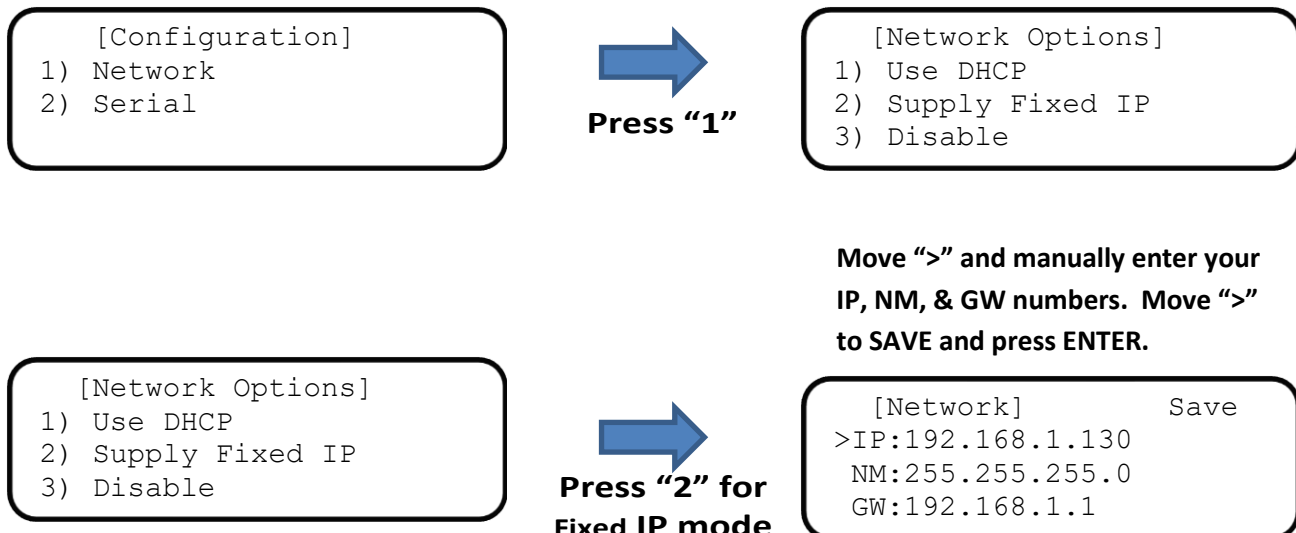 [Configuration]
1) Network
2) Serial
Press “1”
[Network Options]
1) Use DHCP
2) Supply Fixed IP
3) Disable
Move “>” and manually enter your
IP, NM, & GW numbers. Move “>”
to SAVE and press ENTER.
[Network Options]
1) Use DHCP
2) Supply Fixed IP
3) Disable
Press “2” for
Fixed IP mode
[Network] Save
>IP:192.168.1.130
NM:255.255.255.0
GW:192.168.1.1